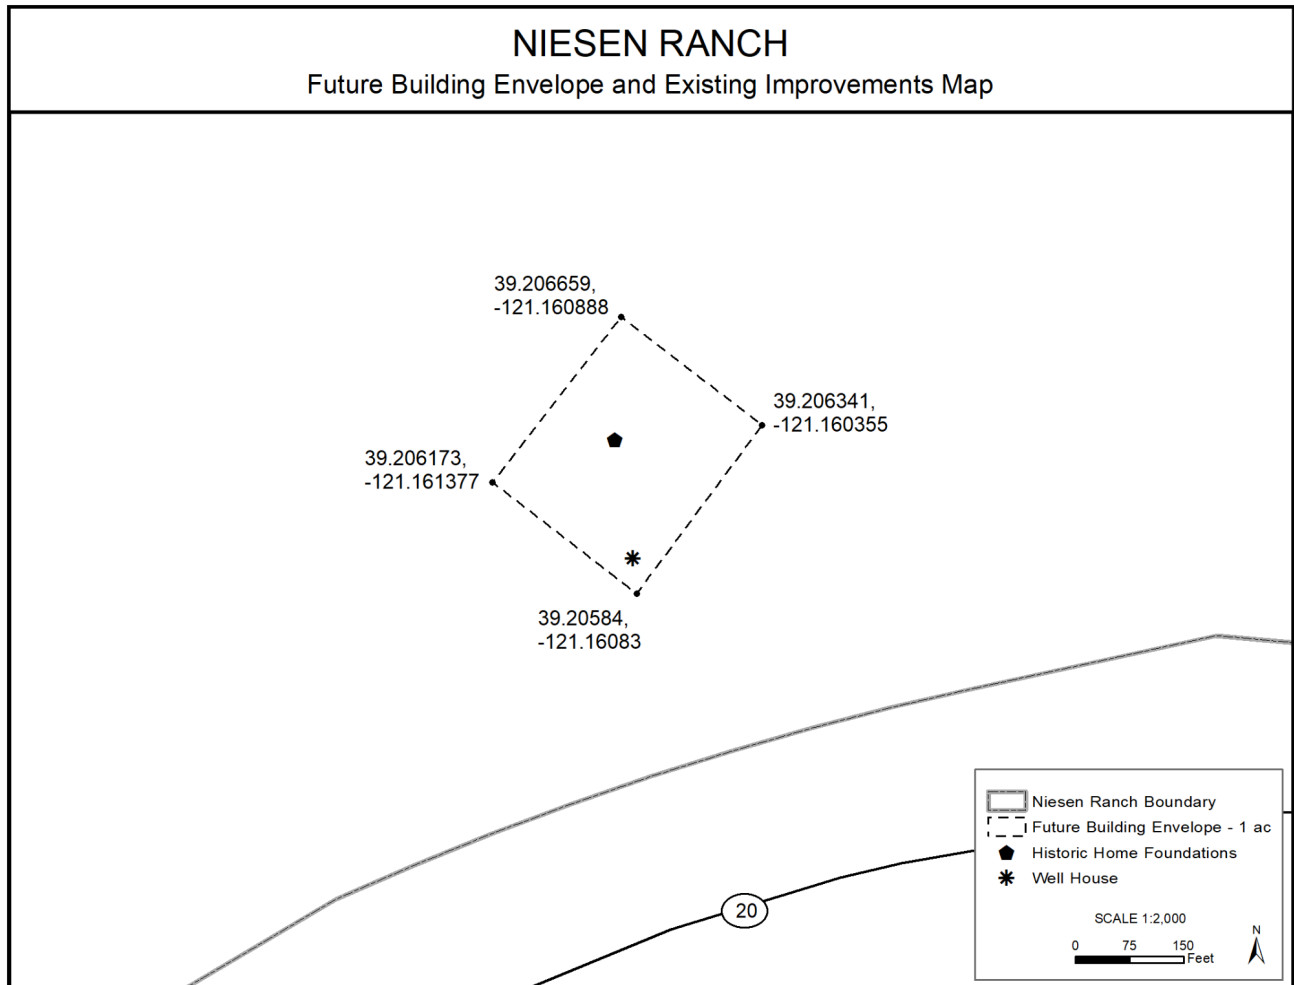 NIESEN RANCH
Future Building Envelope and Existing Improvements Map
39.206659,
-121.160888
39.206341,
-121.160355
39.206173,
-121.161377
39.20584,
-121.16083
Niesen Ranch Boundary
Future Building Envelope - 1 ac
Historic Home Foundations
Well House
20
SCALE 1:2,000
0 75 150
Feet
N